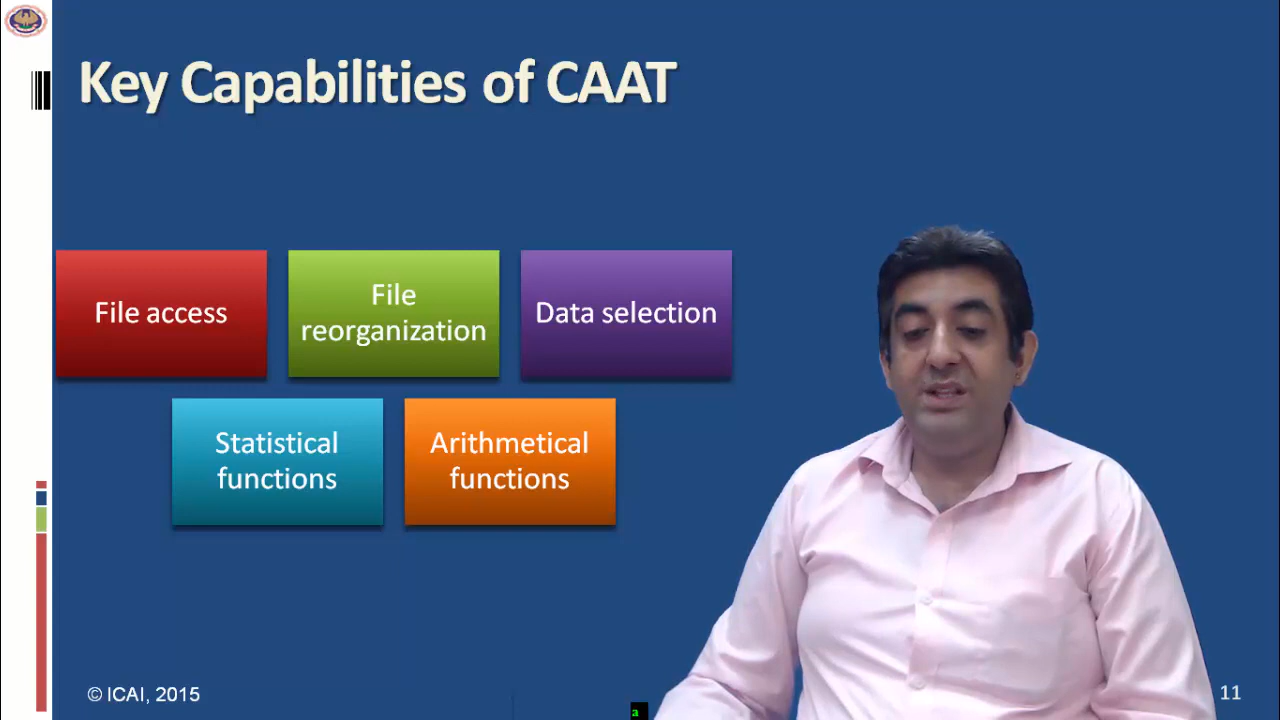 Key Capabilities of CAAT
File access
File
reorganization
Data selection
Statistical
functions
Arithmetical
functions
© ICAI, 2015
a
11